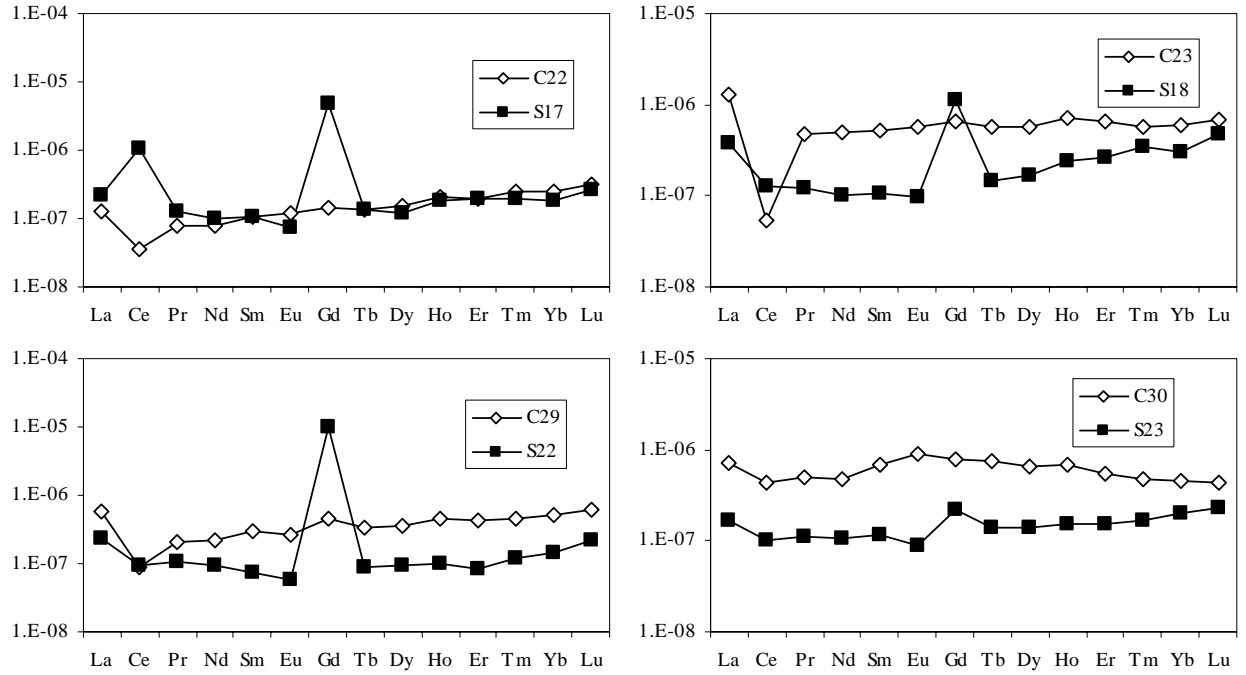 1.E-04
1.E-05
1.E-06
1.E-07
1.E-08
C22
S17
La Ce Pr Nd Sm Eu Gd Tb Dy Ho Er Tm Yb Lu
1.E-05
1.E-06
1.E-07
1.E-08
C23
S18
La Ce Pr Nd Sm Eu Gd Tb Dy Ho Er Tm Yb Lu
1.E-04
1.E-05
1.E-06
1.E-07
1.E-08
C29
S22
La Ce Pr Nd Sm Eu Gd Tb Dy Ho Er Tm Yb Lu
1.E-05
1.E-06
1.E-07
1.E-08
C30
S23
La Ce Pr Nd Sm Eu Gd Tb Dy Ho Er Tm Yb Lu